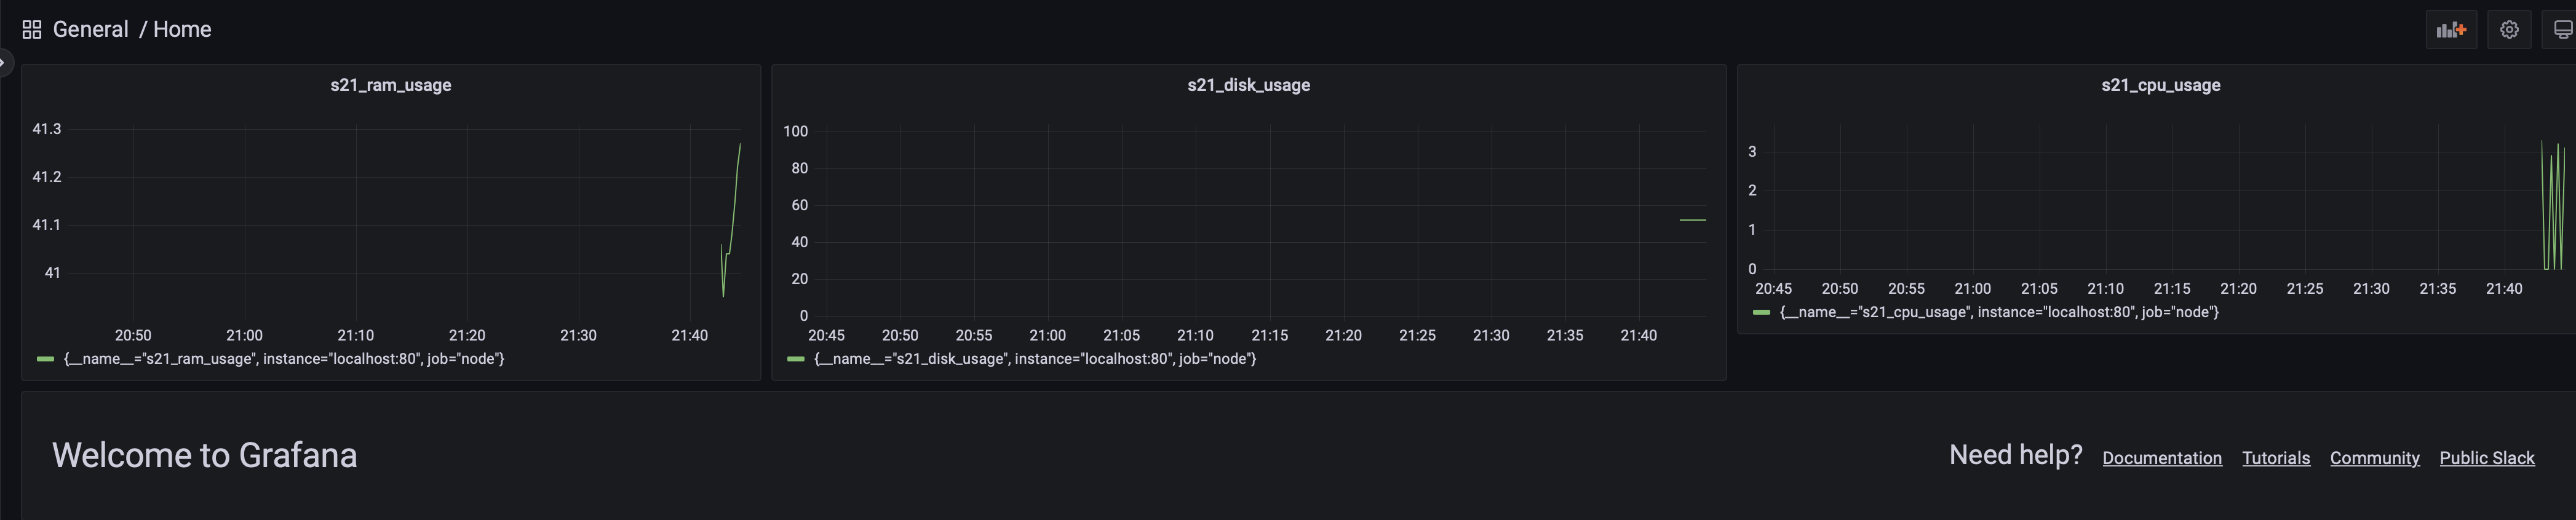 General / Home
s21_ram_usage
41.3
41.2
41.1
41
20:50 21:00 21:10 21:20 21:30 21:40
{__name__="s21_ram_usage", instance="localhost:80", job="node"}
s21_disk_usage
100
80
60
40
20
0
20:45 20:50 20:55 21:00 21:05 21:10 21:15 21:20 21:25 21:30 21:35 21:40
{__name__="s21_disk_usage", instance="localhost:80", job="node"}
s21_cpu_usage
3
2
1
0
20:45 20:50 20:55 21:00 21:05 21:10 21:15 21:20 21:25 21:30 21:35 21:40
{__name__="s21_cpu_usage", instance="localhost:80", job="node"}
Welcome to Grafana
Need help? Documentation Tutorials Community Public Slack